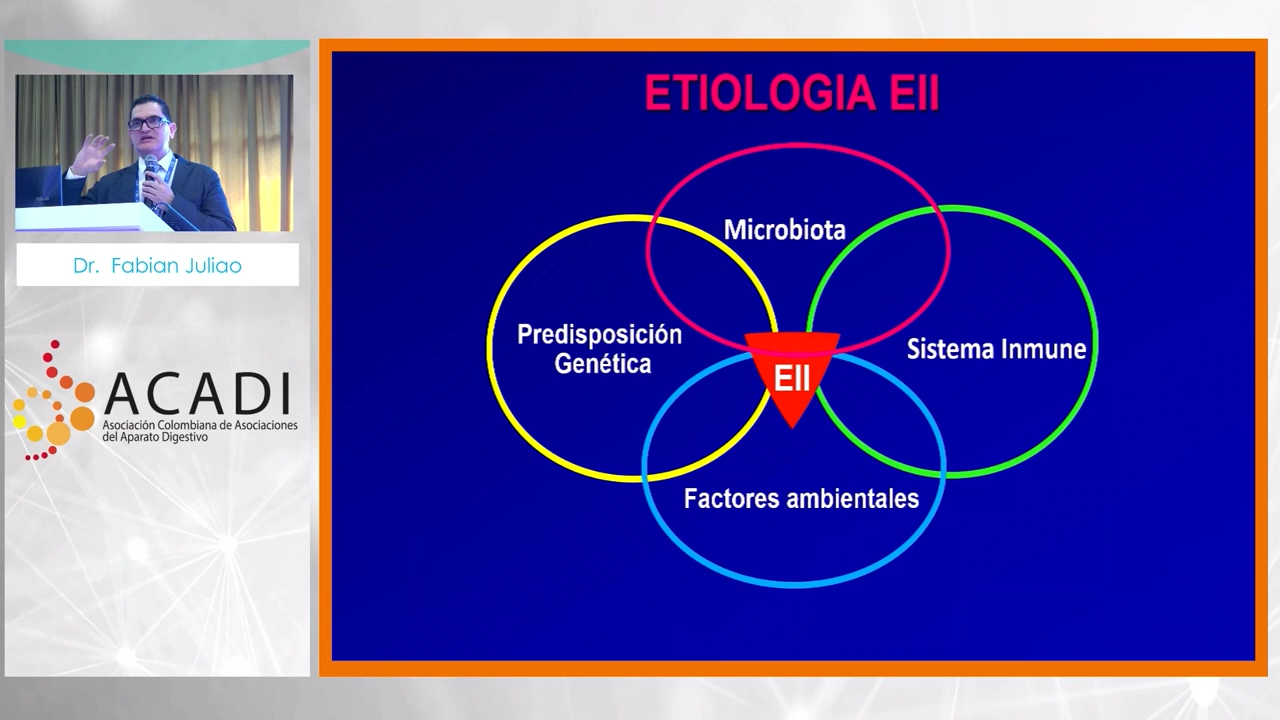 Dr. Fabian Juliao
ACADI
Asociación Colombiana de Asociaciones
del Aparato Digestivo
ETIOLOGIA EII
Microbiota
Predisposición
Genética
Sistema Inmune
EII
Factores ambientales